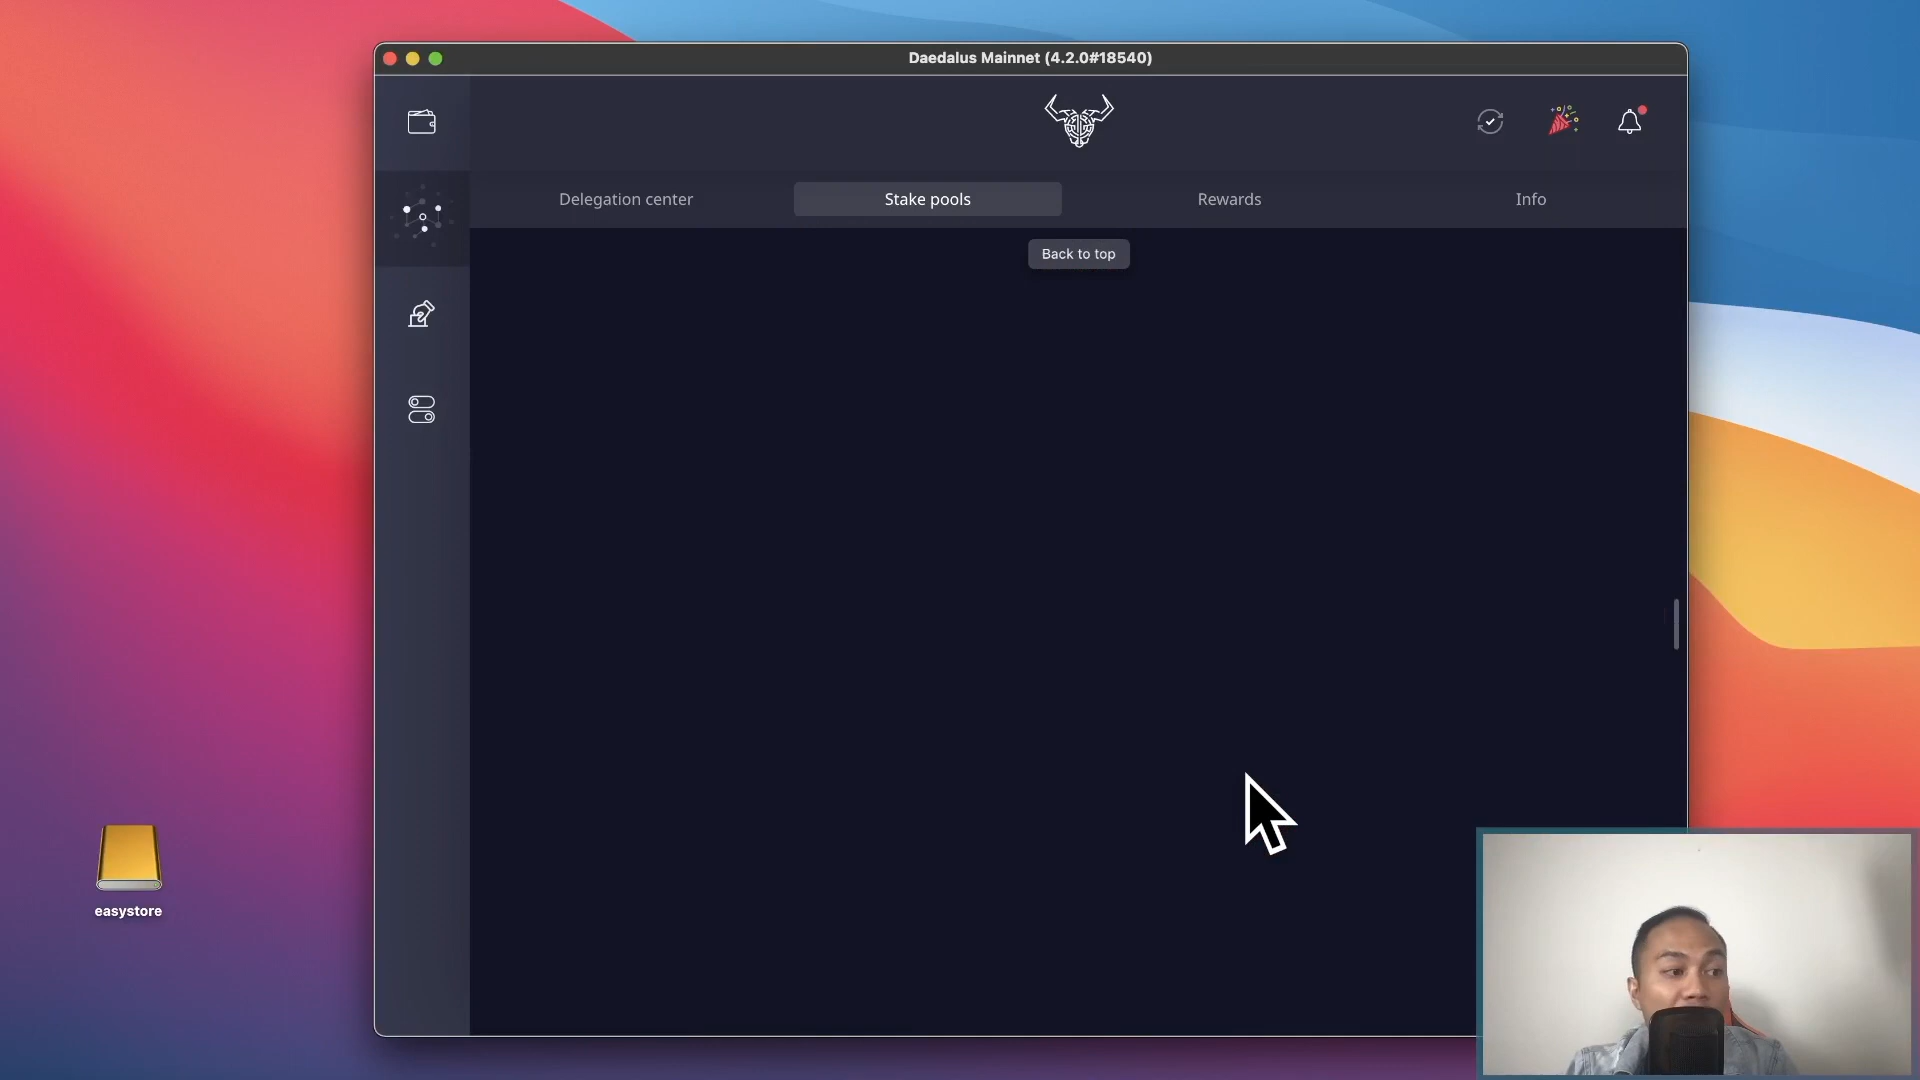 Daedalus Mainnet (4.2.0#18540)
Delegation center
Stake pools
Rewards
Info
Back to top
easystore